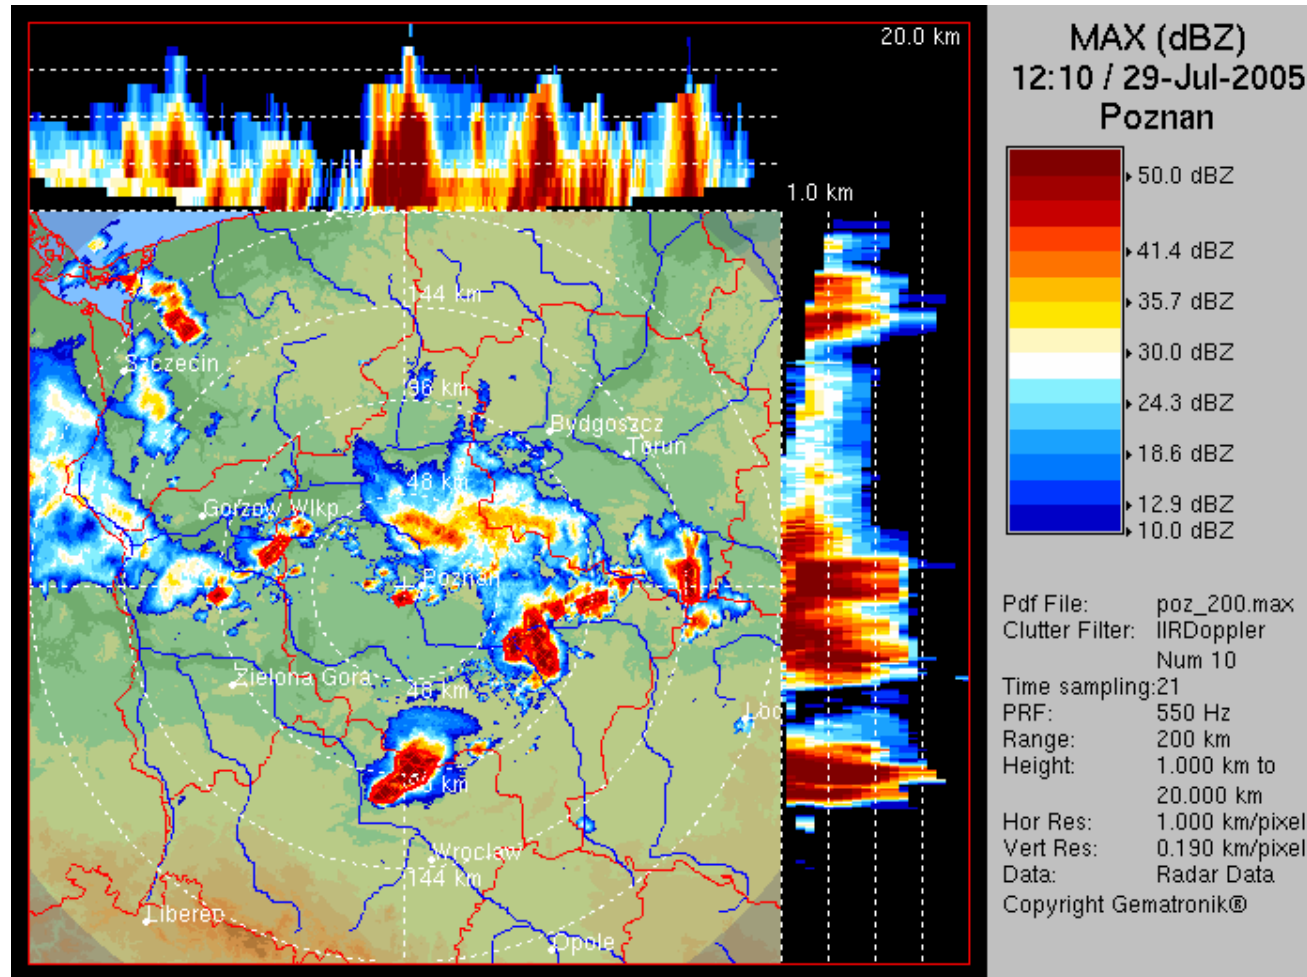 20.0 km
1.0 km
144 km
Szczecin
96 km
Bydgoszcz
Torun
48 km
Gorzow Wlkp
Poznan
Zielona Gora
48 km
Loc
km
Wroclaw
144 km
Liberec
Opole
MAX (dBZ)
12:10 / 29-Jul-2005
Poznan
50.0 dBZ
41.4 dBZ
35.7 dBZ
30.0 dBZ
24.3 dBZ
18.6 dBZ
12.9 dBZ
10.0 dBZ
Pdf File: poz_200.max
Clutter Filter: IIRDoppler
Num 10
Time sampling:21
PRF: 550 Hz
Range: 200 km
Height: 1.000 km to
20.000 km
Hor Res: 1.000 km/pixel
Vert Res: 0.190 km/pixel
Data: Radar Data
Copyright Gematronik®